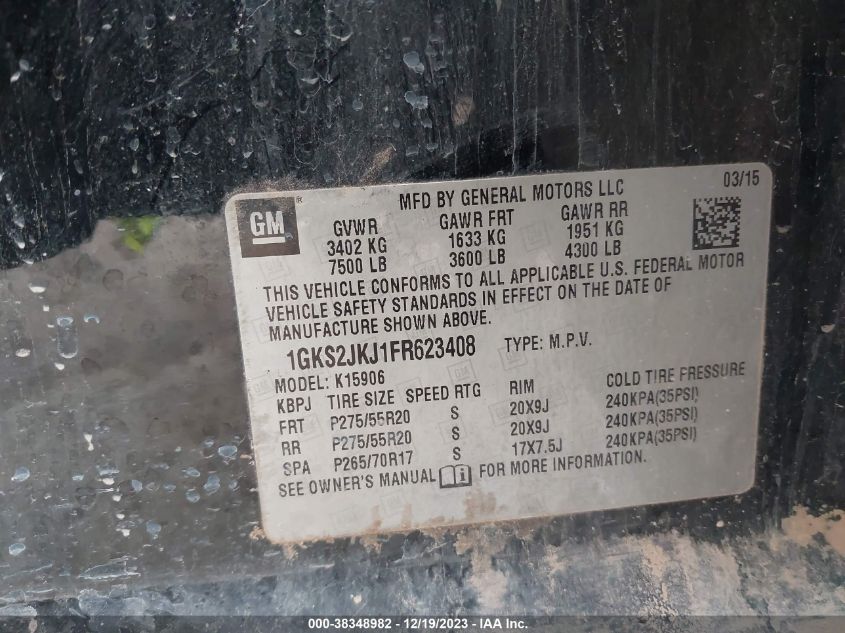 GM ®
MFD BY GENERAL MOTORS LLC 03/15
GVWR GAWR FRT GAWR RR
3402 KG 1633 KG 1951 KG
7500 LB 3600 LB 4300 LB
THIS VEHICLE CONFORMS TO ALL APPLICABLE U.S. FEDERAL MOTOR
VEHICLE SAFETY STANDARDS IN EFFECT ON THE DATE OF
MANUFACTURE SHOWN ABOVE.
1GKS2JKJ1FR623408 TYPE: M.P.V.
MODEL: K15906
KBPJ TIRE SIZE SPEED RTG RIM COLD TIRE PRESSURE
FRT P275/55R20 S 20X9J 240KPA(35PSI)
RR P275/55R20 S 20X9J 240KPA(35PSI)
SPA P265/70R17 S 17X7.5J 240KPA(35PSI)
SEE OWNER'S MANUAL FOR MORE INFORMATION.
000-38348982 - 12/19/2023 - IAA Inc.